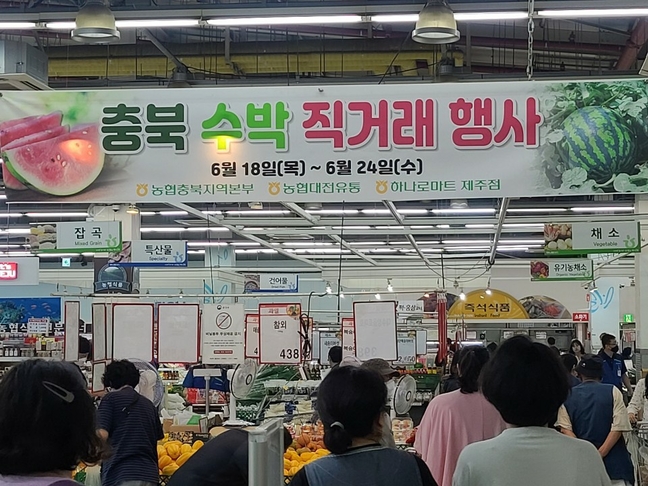 충북 수박 직거래 행사
6월 18일(목) ~ 6월 24일(수)
농협충북지역본부 농협대전유통 하나로마트 제주점
잡 곡
Mixed Grain
특산물
Specialty
채 소
Vegetable
유기농채소
건어물
즉석식품
참외
438